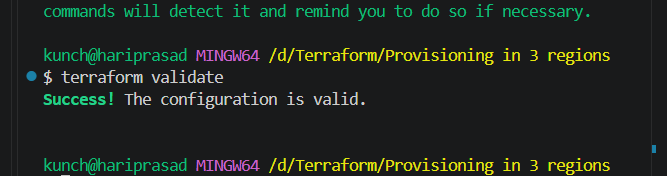 commands will detect it and remind you to do so if necessary.
kunch@hariprasad MINGW64 /d/Terraform/Provisioning in 3 regions
$ terraform validate
Success! The configuration is valid.
kunch@hariprasad MINGW64 /d/Terraform/Provisioning in 3 regions